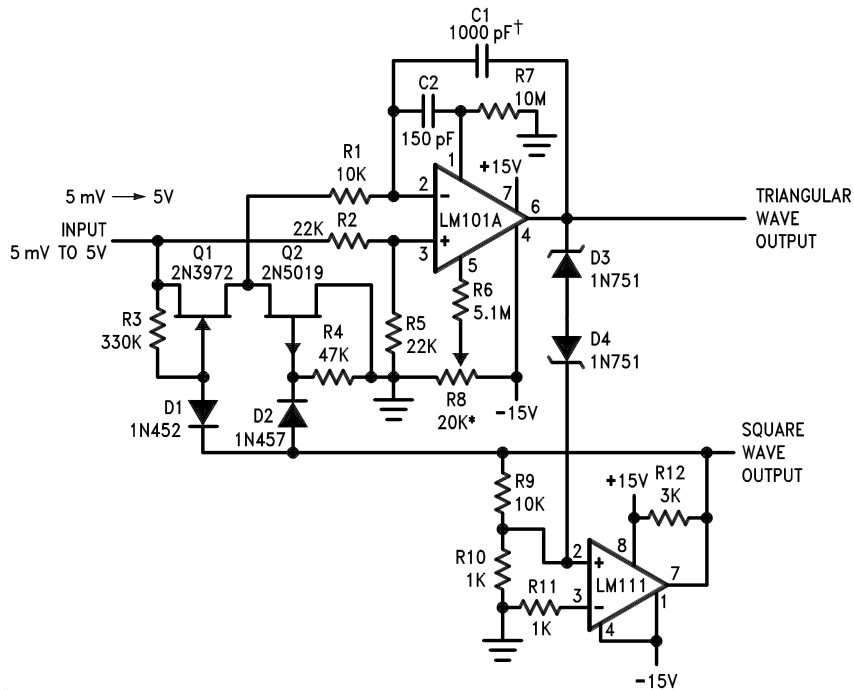 C1
1000 pF†
C2
150 pF
R7
10M
R1
10K
5 mV → 5V
INPUT
5 mV TO 5V
22K R2
1
+15V
2
7
6
LM101A
3
4
5
TRIANGULAR
WAVE
OUTPUT
Q1
2N3972
Q2
2N5019
R3
330K
R4
47K
R5
22K
R6
5.1M
D3
1N751
D4
1N751
R8
20K*
-15V
D1
1N452
D2
1N457
SQUARE
WAVE
OUTPUT
R9
10K
+15V
R12
3K
R10
1K
2
8
LM111
7
R11
1K
3
1
4
-15V